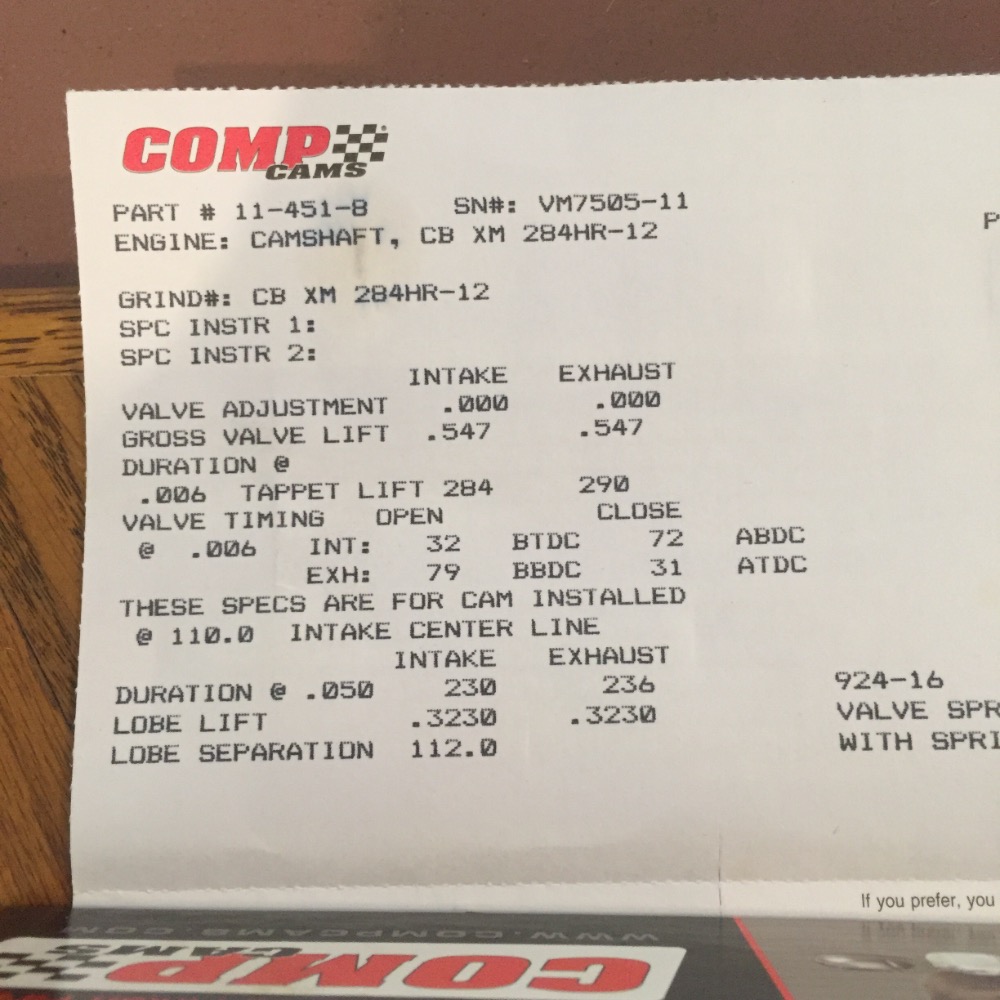 COMP
CAMS
PART # 11-451-8 SN#: VM7505-11
P
ENGINE: CAMSHAFT, CB XM 284HR-12
GRIND#: CB XM 284HR-12
SPC INSTR 1:
SPC INSTR 2:
INTAKE EXHAUST
VALVE ADJUSTMENT .000 .000
GROSS VALVE LIFT .547 .547
DURATION @
.006 TAPPET LIFT 284 290
VALVE TIMING OPEN CLOSE
@ .006 INT: 32 BTDC 72 ABDC
EXH: 79 BBDC 31 ATDC
THESE SPECS ARE FOR CAM INSTALLED
@ 110.0 INTAKE CENTER LINE
INTAKE EXHAUST
DURATION @ .050 230 236
LOBE LIFT .3230 .3230
LOBE SEPARATION 112.0
924-16
VALVE SPR
WITH SPRI
If you prefer, you
WWW.COMPCAMS.COM
COMP
CAMS